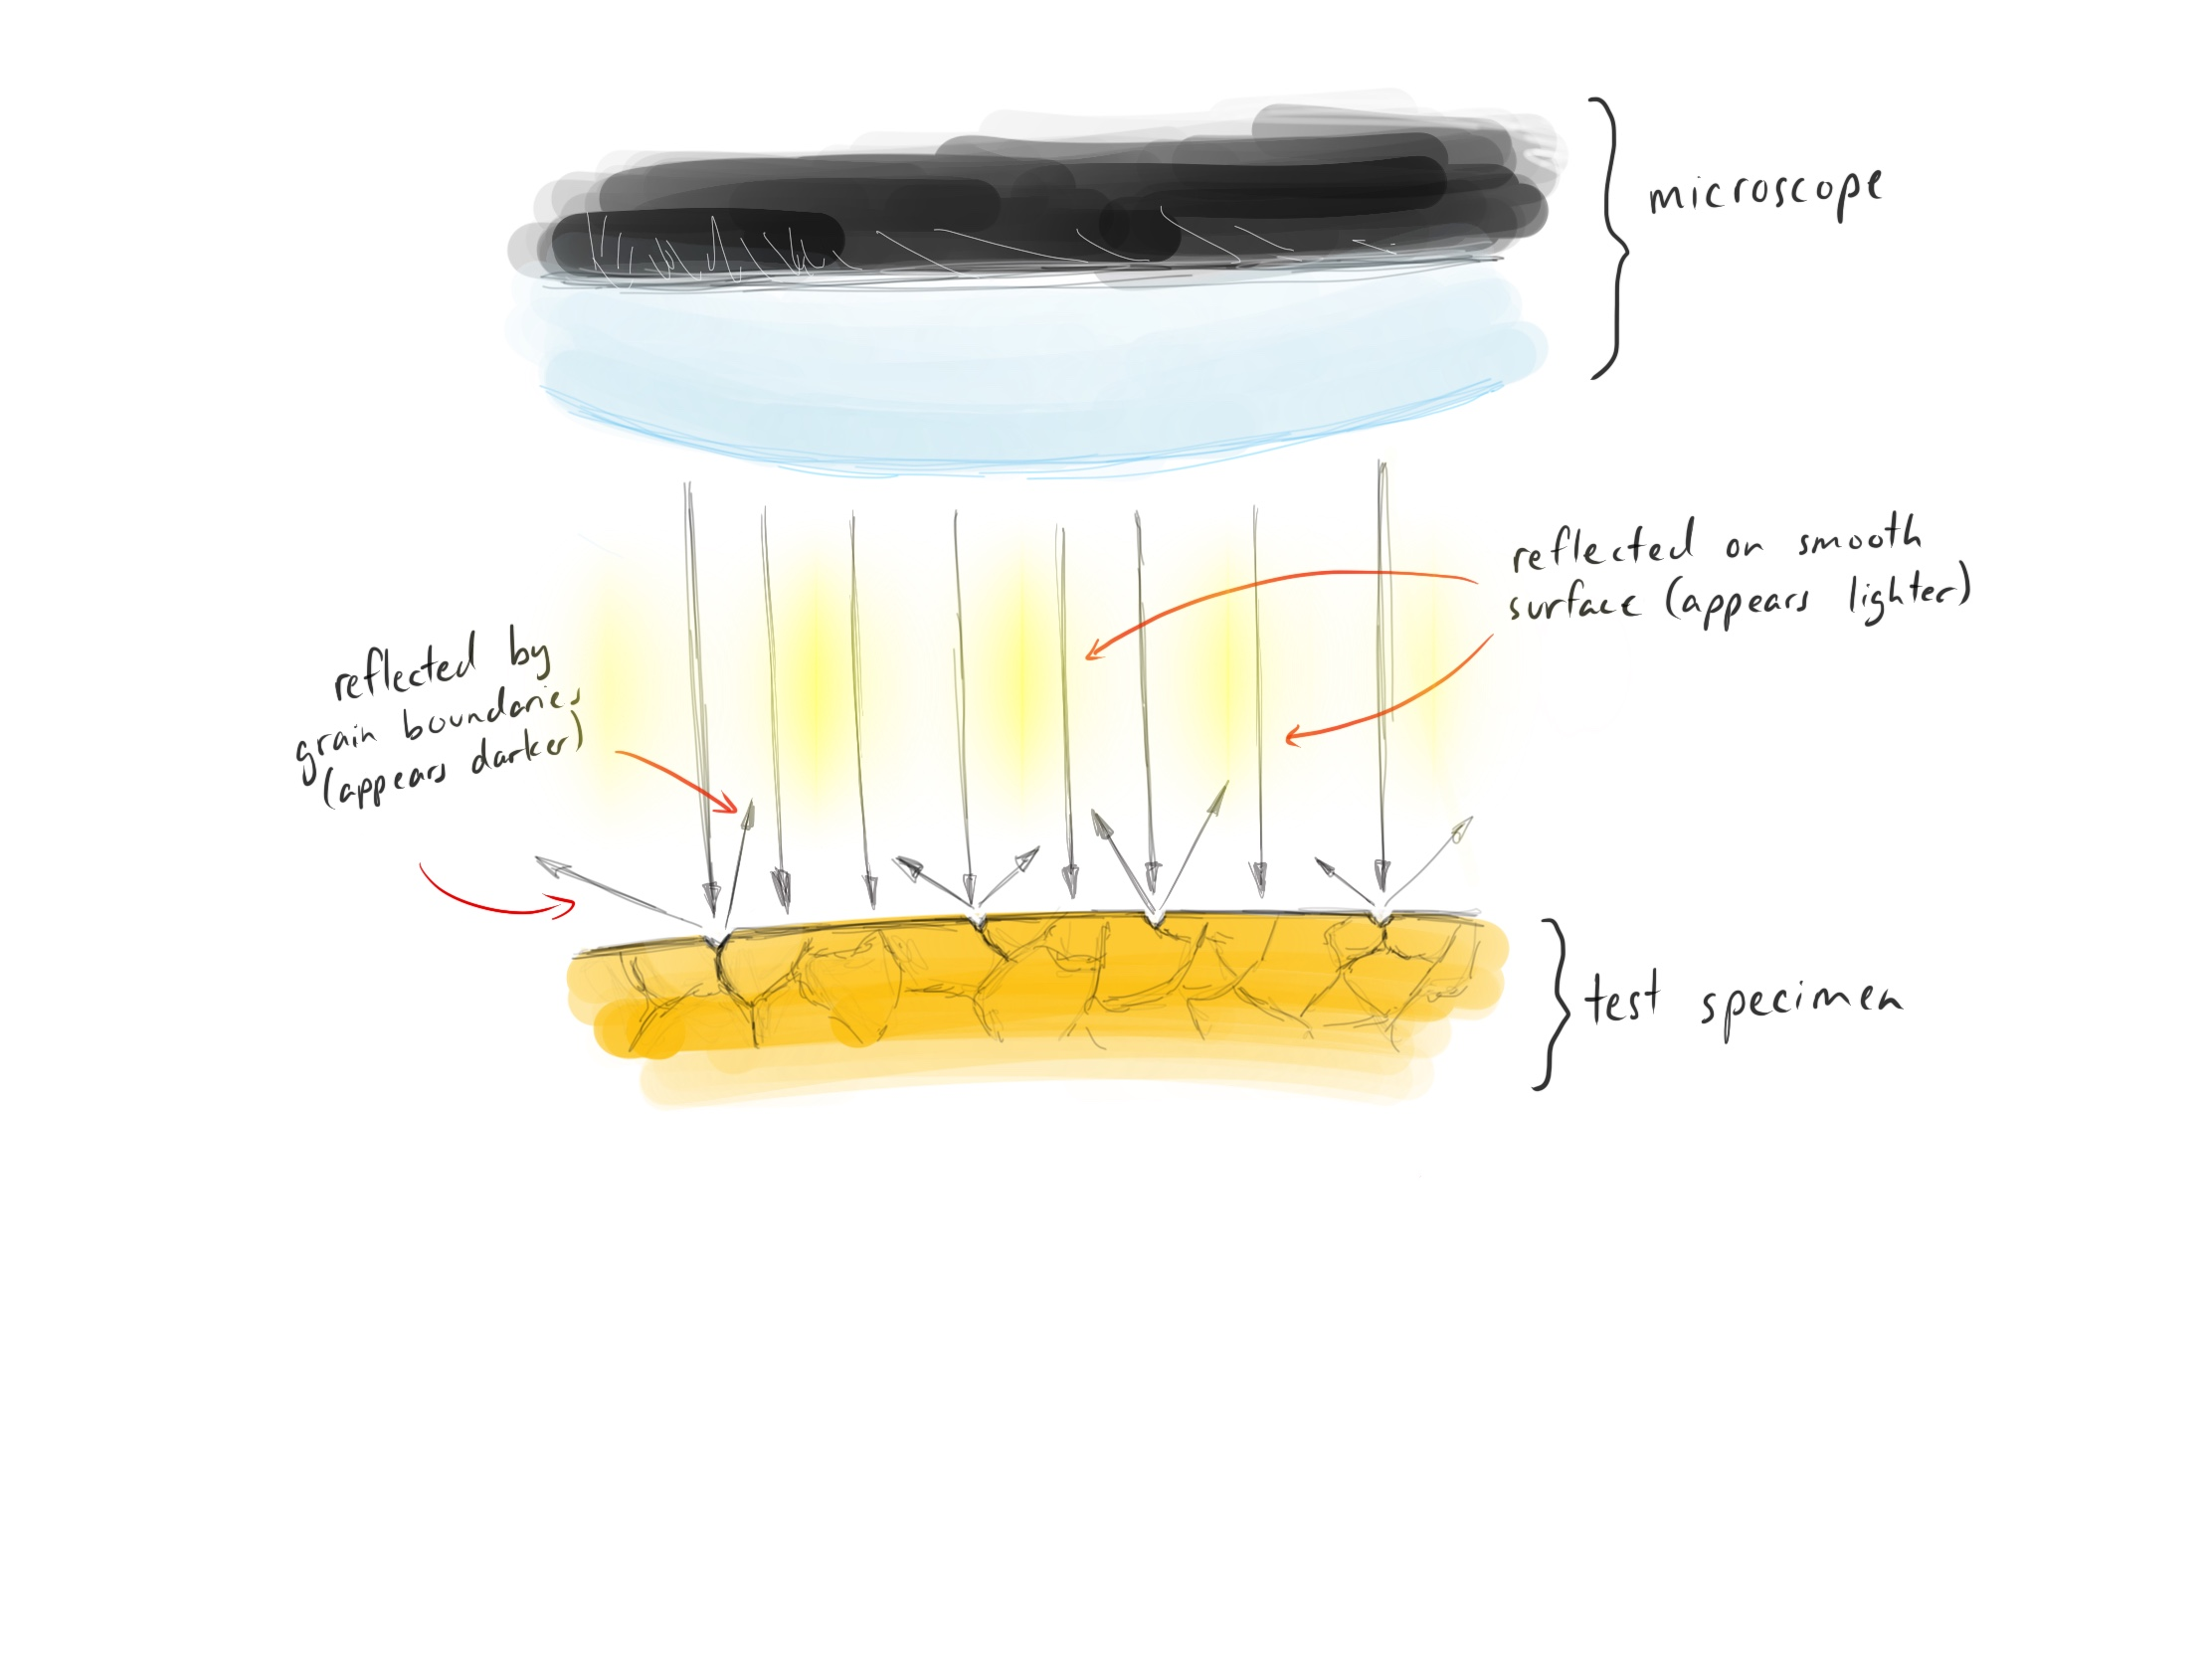 microscope
reflected on smooth
surface (appears lighter)
reflected by
grain boundaries
(appears darker)
test specimen